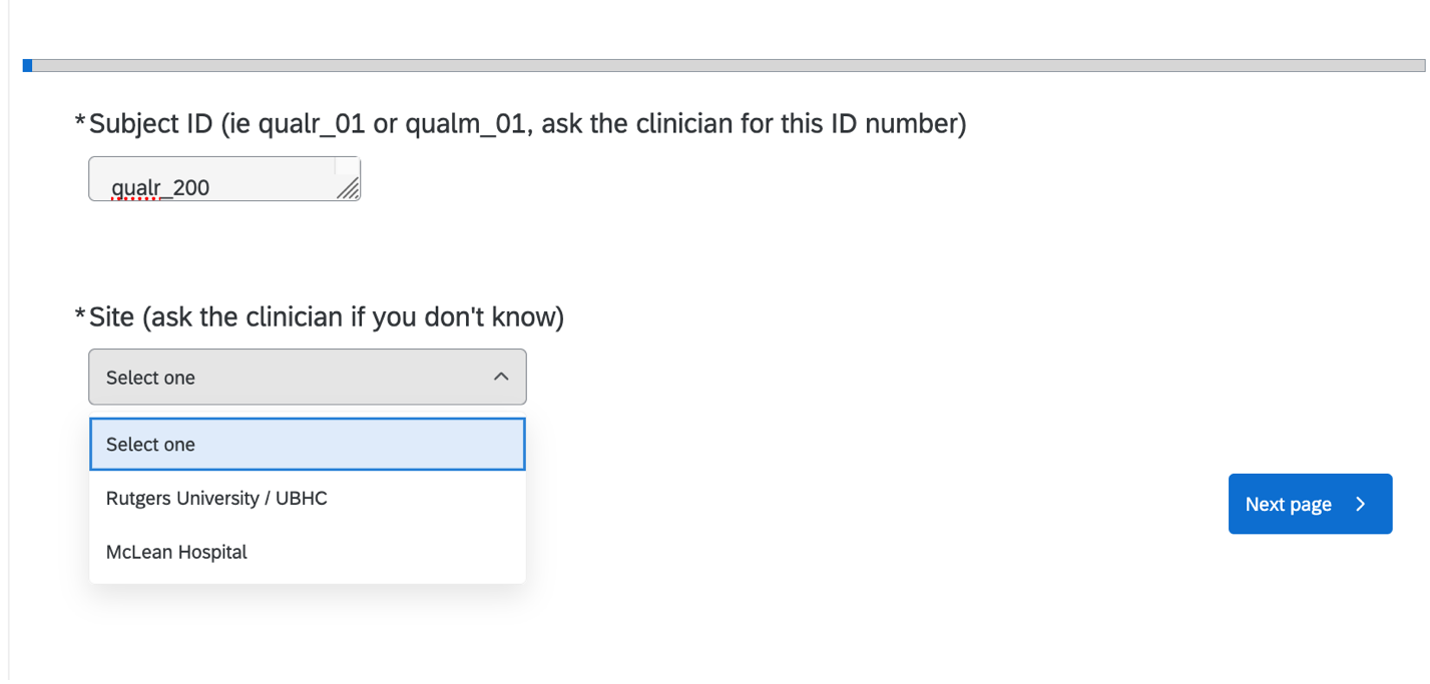 *Subject ID (ie qualr_01 or qualm_01, ask the clinician for this ID number)
qualr_200
*Site (ask the clinician if you don't know)
Select one
Select one
Rutgers University / UBHC
Next page
McLean Hospital